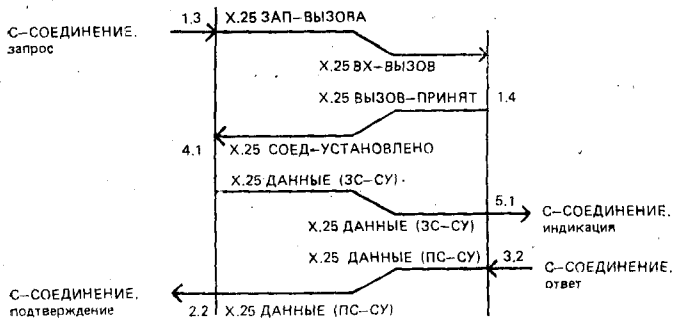 1.3 X.25 ЗАП–ВЫЗОВА
С–СОЕДИНЕНИЕ.
запрос
X.25 ВХ–ВЫЗОВ
X.25 ВЫЗОВ–ПРИНЯТ 1.4
4.1 X.25 СОЕД–УСТАНОВЛЕНО
X.25 ДАННЫЕ (ЗС–СУ)
5.1
С–СОЕДИНЕНИЕ.
индикация
X.25 ДАННЫЕ (ЗС–СУ)
X.25 ДАННЫЕ (ПС–СУ) 3.2
С–СОЕДИНЕНИЕ.
ответ
С–СОЕДИНЕНИЕ.
подтверждение
2.2 X.25 ДАННЫЕ (ПС–СУ)